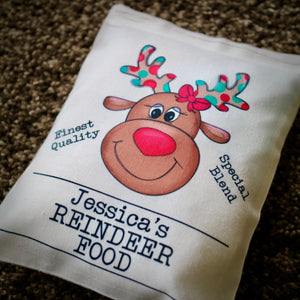 Finest
Quality
Special
Blend
Jessica's
REINDEER
FOOD